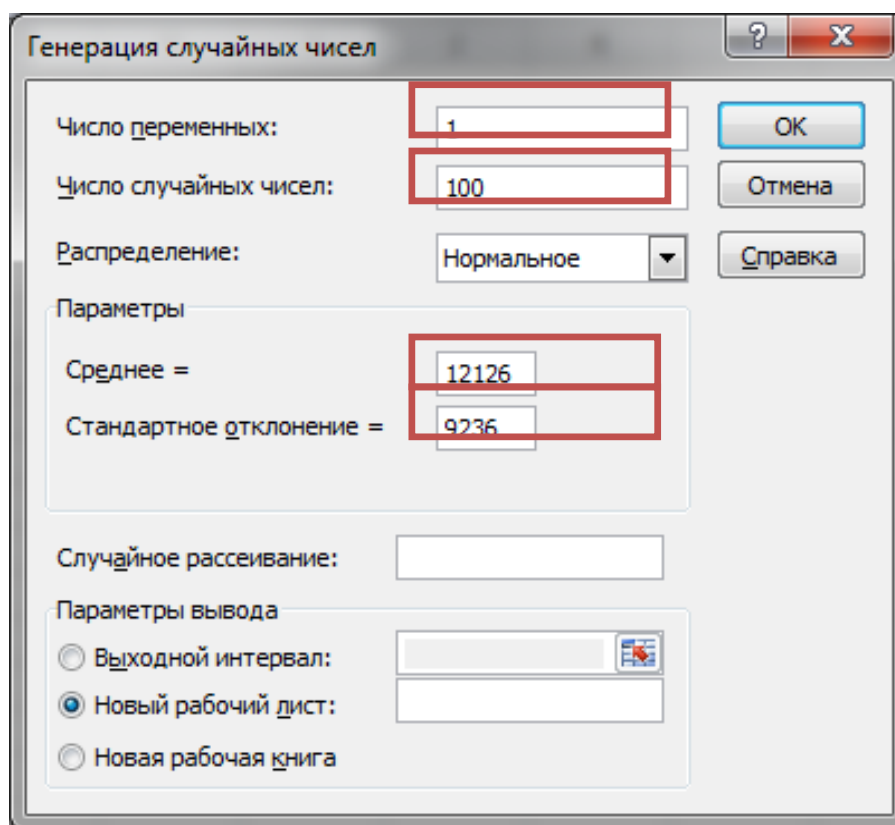 Генерация случайных чисел
Число переменных:
1
OK
Число случайных чисел:
100
Отмена
Распределение:
Нормальное
Справка
Параметры
Среднее =
12126
Стандартное отклонение =
9236
Случайное рассеивание:
Параметры вывода
Выходной интервал:
Новый рабочий лист:
Новая рабочая книга